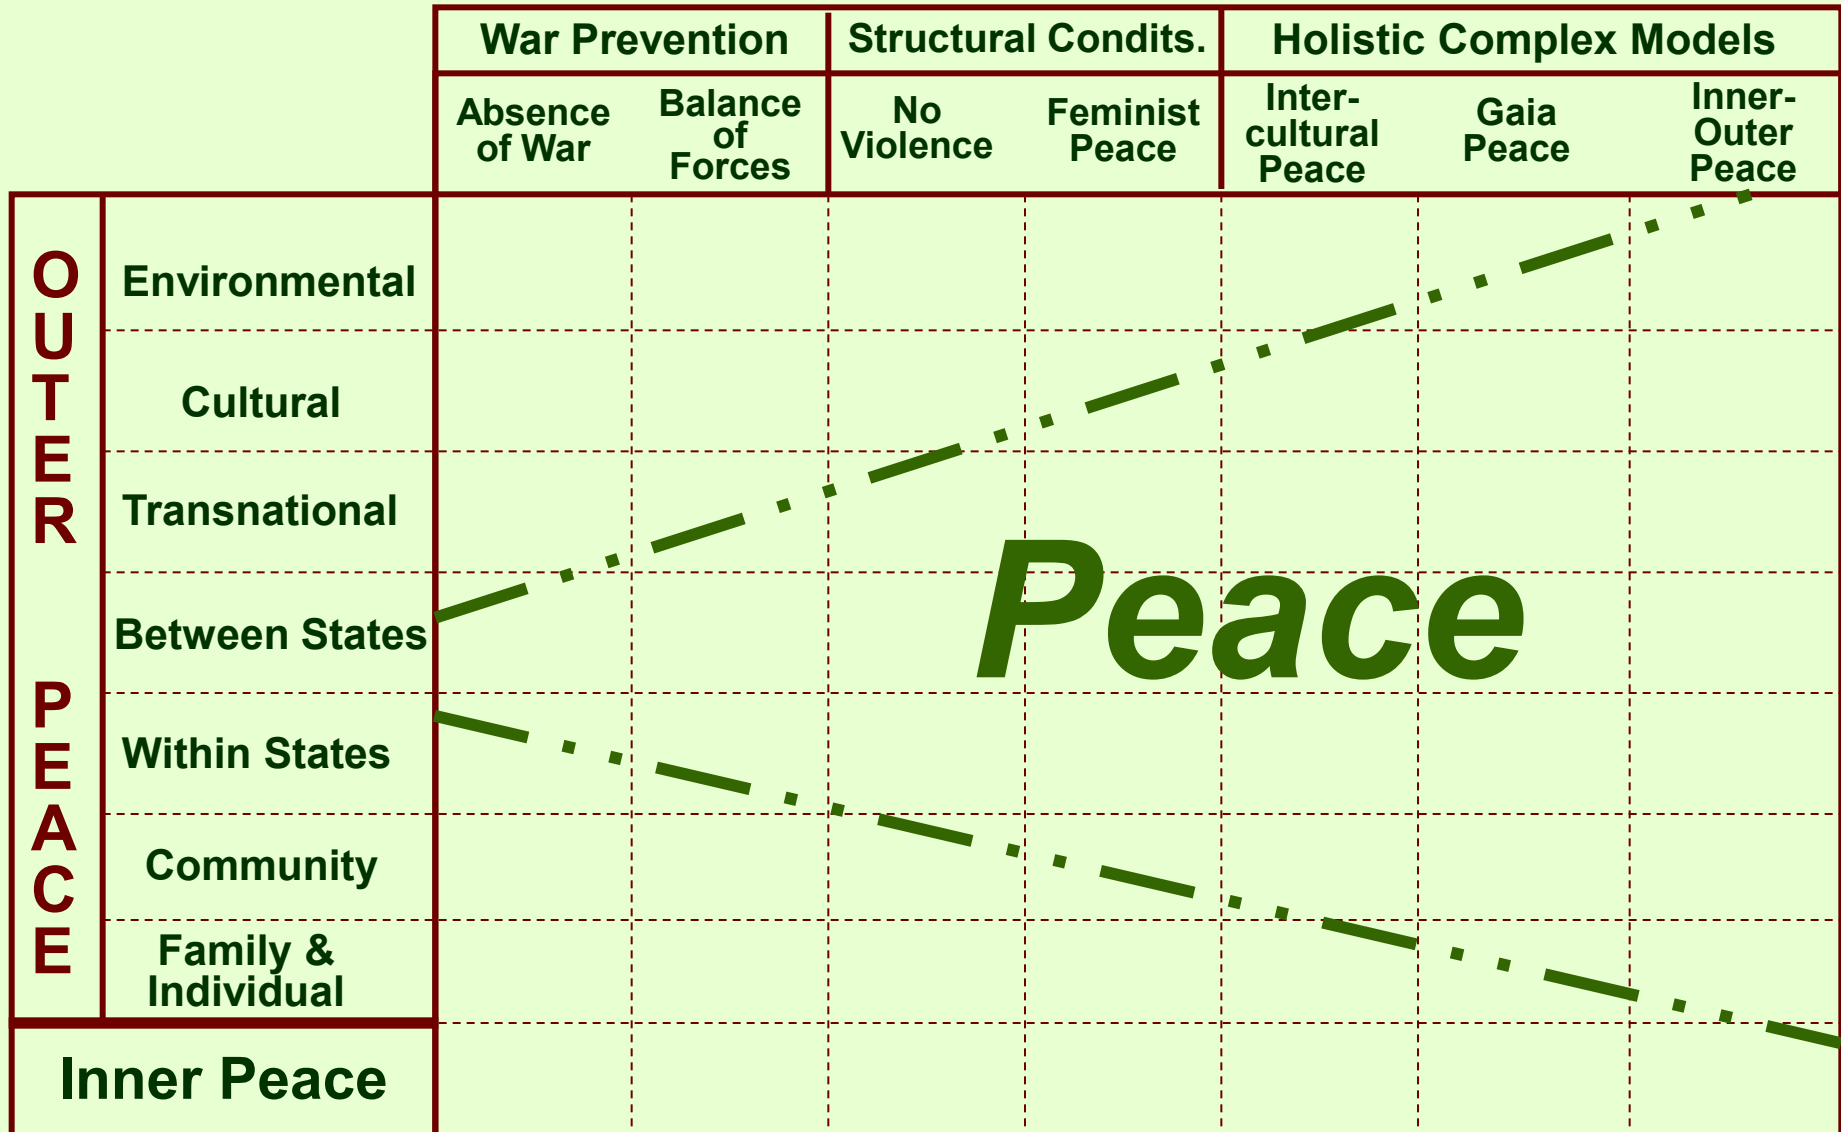 War Prevention
Structural Condits.
Holistic Complex Models
Absence
of War
Balance
of
Forces
No
Violence
Feminist
Peace
Inter-
cultural
Peace
Gaia
Peace
Inner-
Outer
Peace
OUTER PEACE
Environmental
Cultural
Transnational
Between States
Within States
Community
Family &
Individual
Peace
Inner Peace